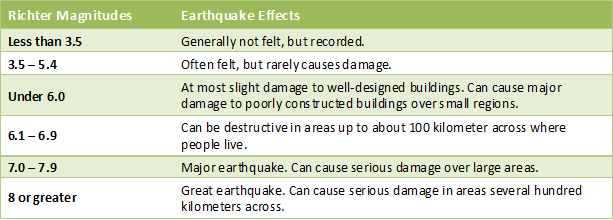 Richter Magnitudes Earthquake Effects
Less than 3.5 Generally not felt, but recorded.
3.5 – 5.4 Often felt, but rarely causes damage.
Under 6.0 At most slight damage to well-designed buildings. Can cause major
damage to poorly constructed buildings over small regions.
6.1 – 6.9 Can be destructive in areas up to about 100 kilometer across where
people live.
7.0 – 7.9 Major earthquake. Can cause serious damage over large areas.
8 or greater Great earthquake. Can cause serious damage in areas several hundred
kilometers across.